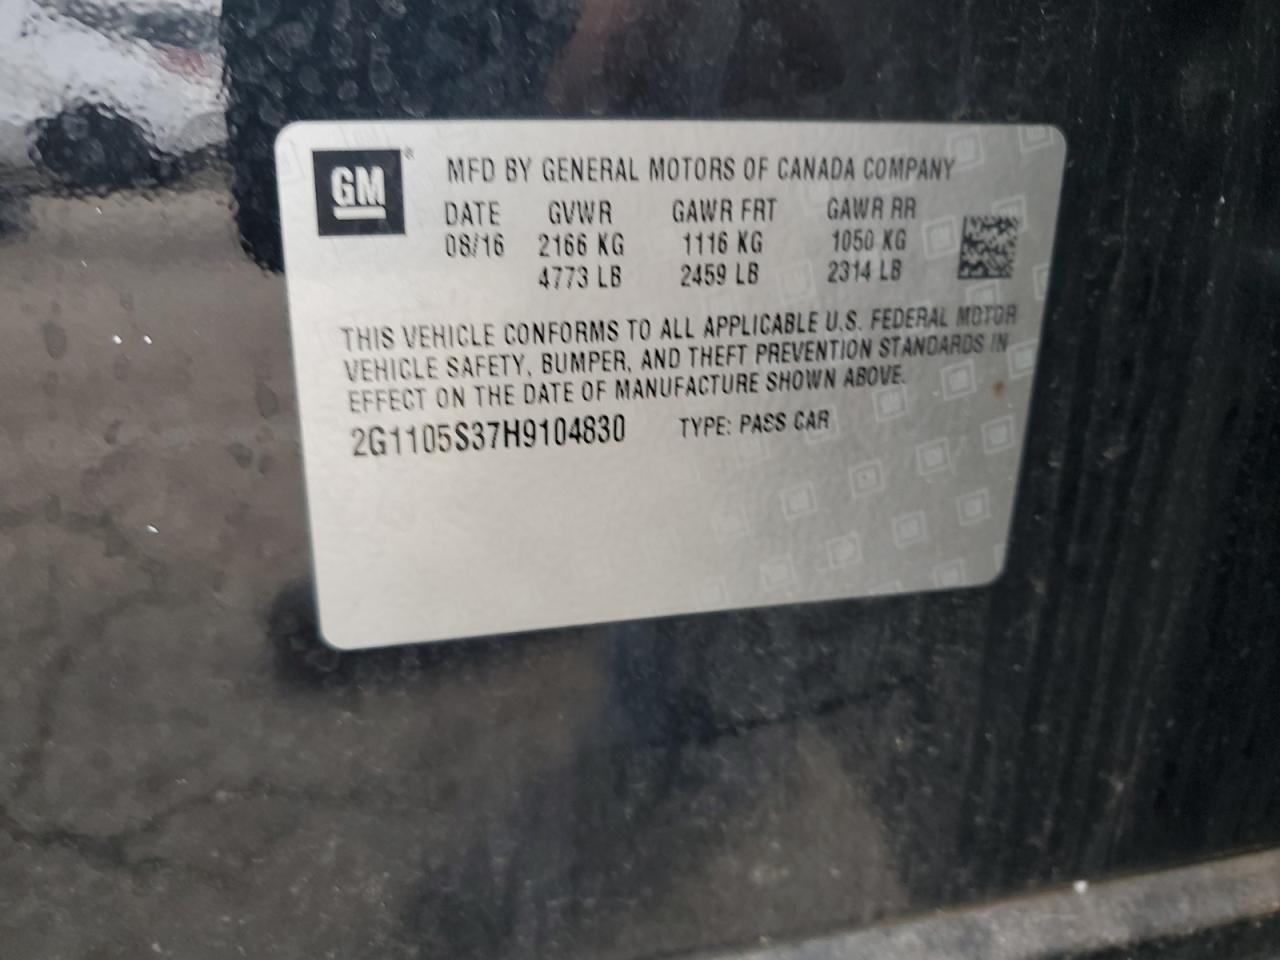 GM ®
MFD BY GENERAL MOTORS OF CANADA COMPANY
DATE GVWR GAWR FRT GAWR RR
08/16 2166 KG 1116 KG 1050 KG
4773 LB 2459 LB 2314 LB
THIS VEHICLE CONFORMS TO ALL APPLICABLE U.S. FEDERAL MOTOR
VEHICLE SAFETY, BUMPER, AND THEFT PREVENTION STANDARDS IN
EFFECT ON THE DATE OF MANUFACTURE SHOWN ABOVE.
2G1105S37H9104830 TYPE: PASS CAR